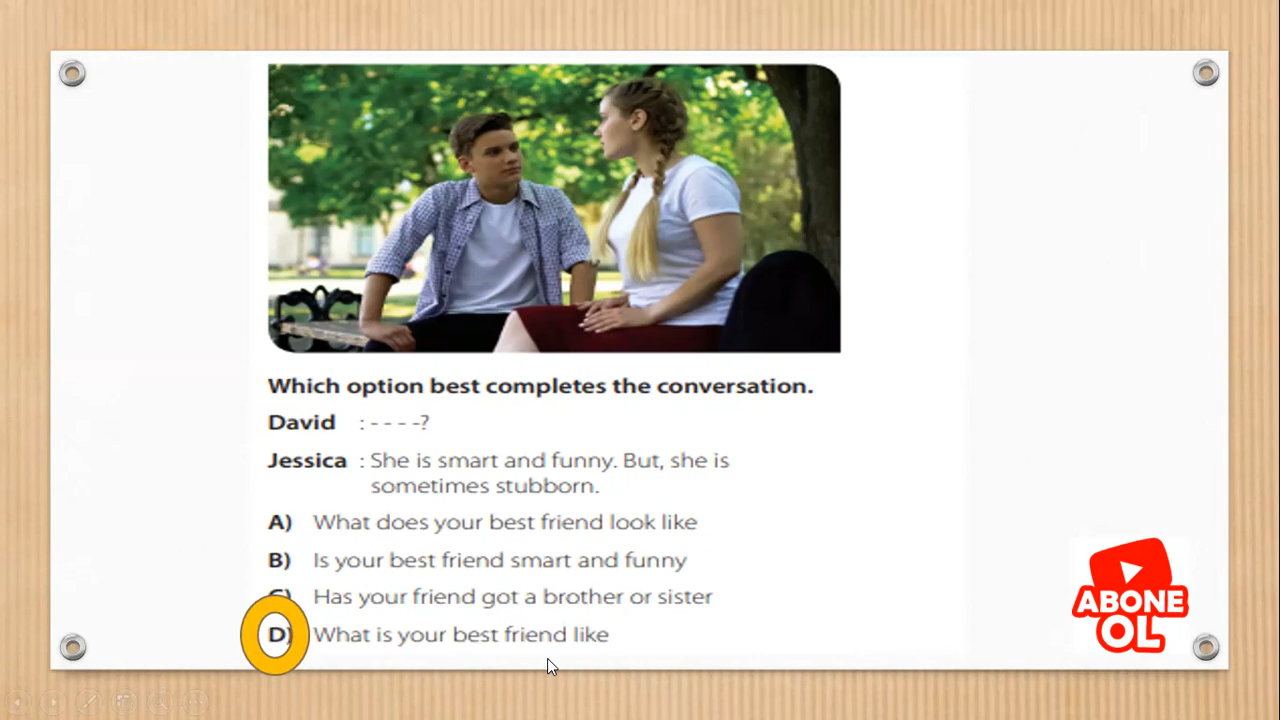 Which option best completes the conversation.
David : - - - -?
Jessica : She is smart and funny. But, she is
sometimes stubborn.
A) What does your best friend look like
B) Is your best friend smart and funny
C) Has your friend got a brother or sister
D) What is your best friend like
ABONE
OL